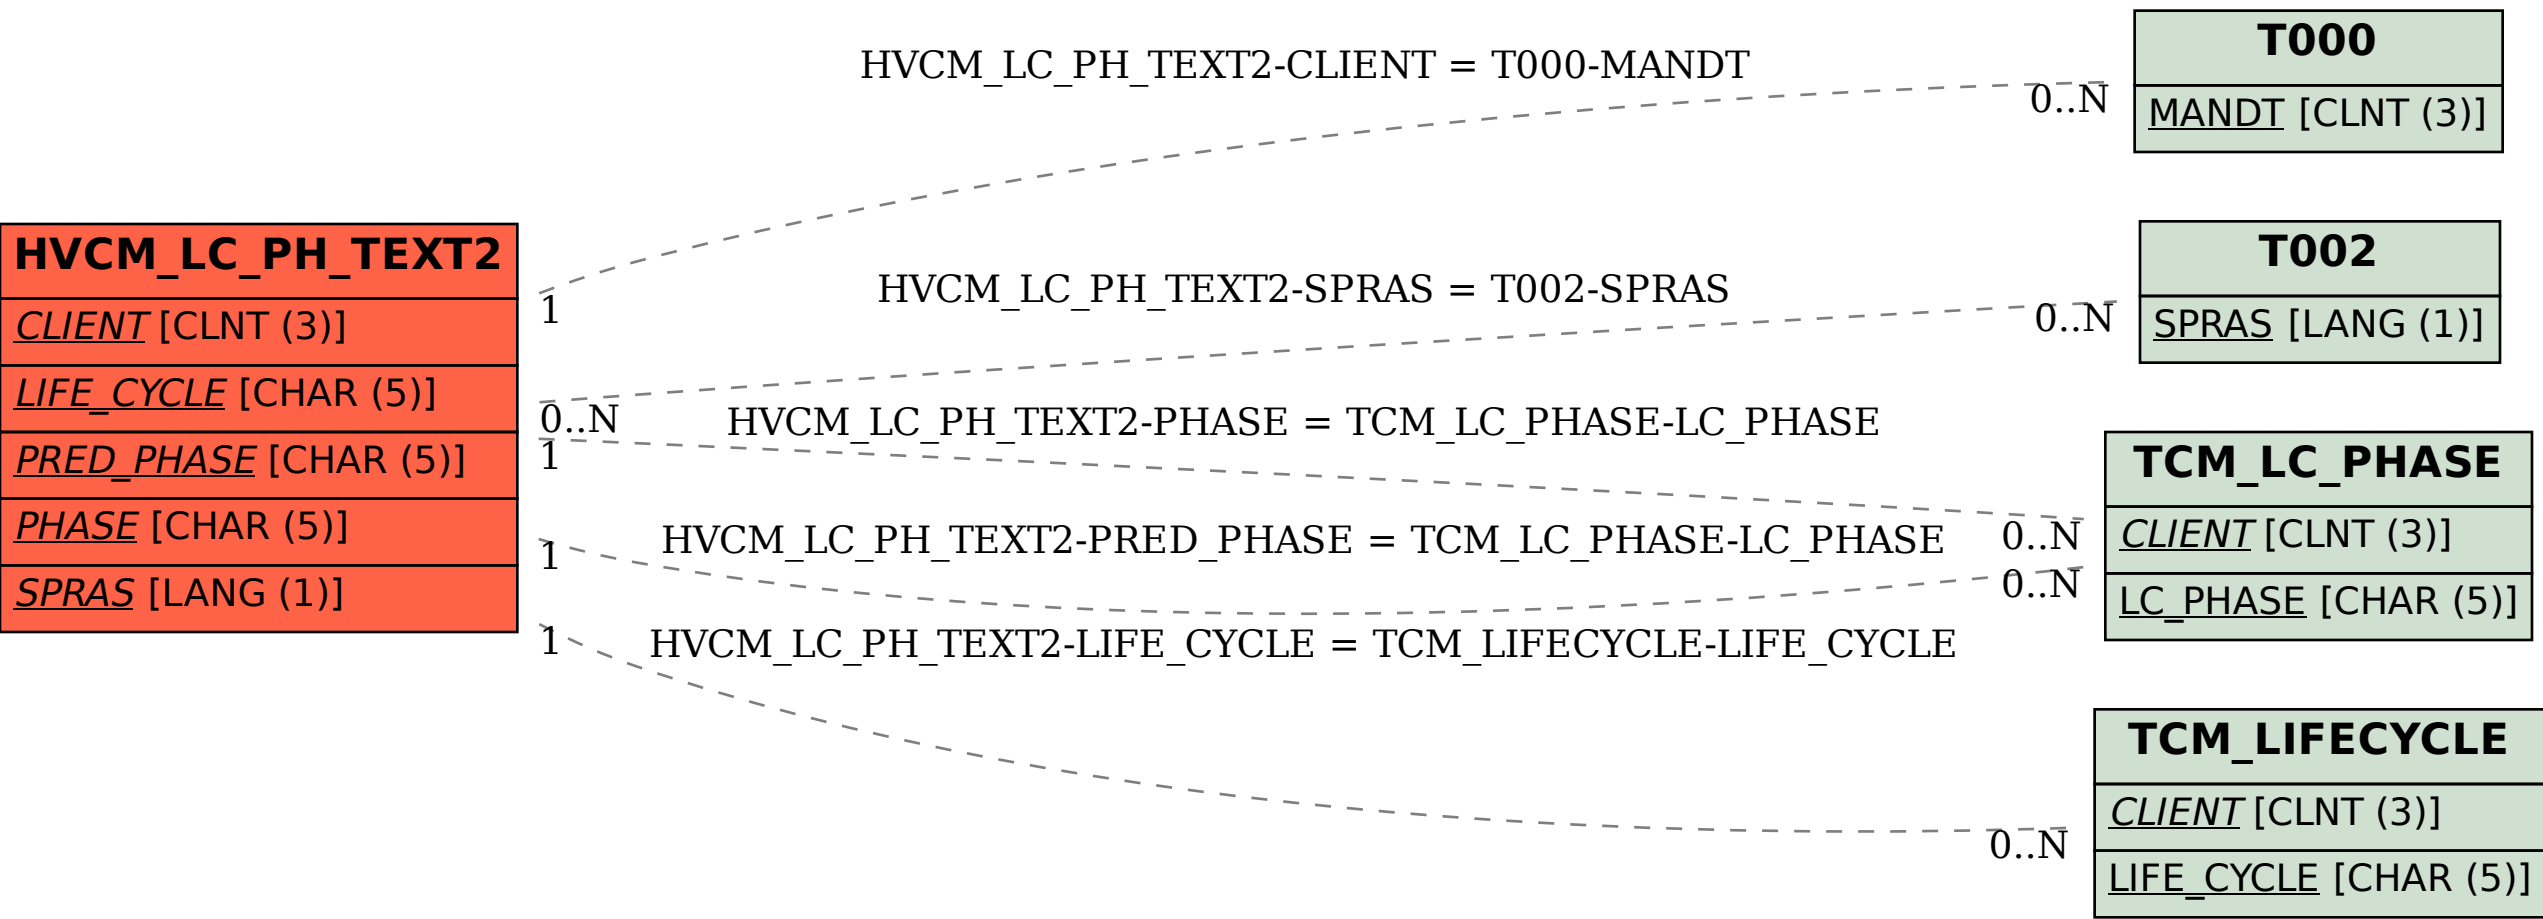 HVCM_LC_PH_TEXT2
CLIENT [CLNT (3)]
LIFE_CYCLE [CHAR (5)]
PRED_PHASE [CHAR (5)]
PHASE [CHAR (5)]
SPRAS [LANG (1)]
HVCM_LC_PH_TEXT2-CLIENT = T000-MANDT
1
0..N
HVCM_LC_PH_TEXT2-SPRAS = T002-SPRAS
0..N
0..N
HVCM_LC_PH_TEXT2-PHASE = TCM_LC_PHASE-LC_PHASE
1
0..N
HVCM_LC_PH_TEXT2-PRED_PHASE = TCM_LC_PHASE-LC_PHASE
1
0..N
HVCM_LC_PH_TEXT2-LIFE_CYCLE = TCM_LIFECYCLE-LIFE_CYCLE
1
0..N
T000
MANDT [CLNT (3)]
T002
SPRAS [LANG (1)]
TCM_LC_PHASE
CLIENT [CLNT (3)]
LC_PHASE [CHAR (5)]
TCM_LIFECYCLE
CLIENT [CLNT (3)]
LIFE_CYCLE [CHAR (5)]